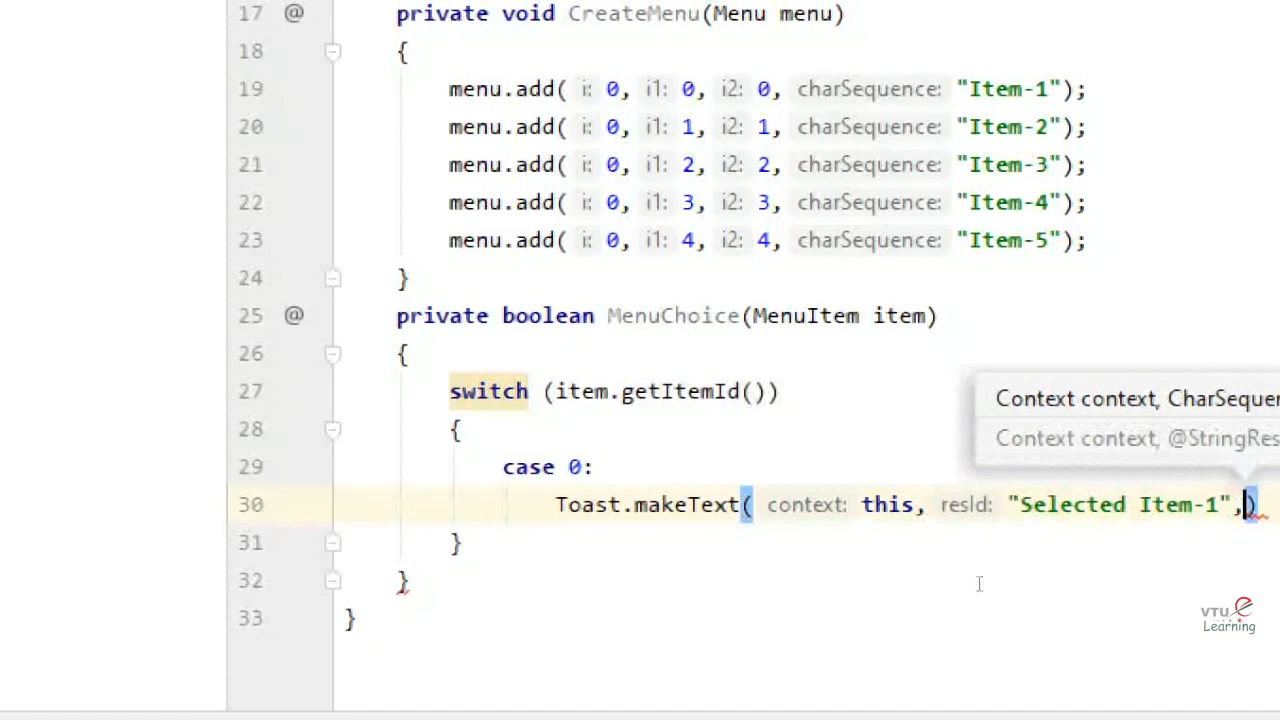 17 @ private void CreateMenu(Menu menu)
18 {
19 menu.add( i: 0, i1: 0, i2: 0, charSequence: "Item-1");
20 menu.add( i: 0, i1: 1, i2: 1, charSequence: "Item-2");
21 menu.add( i: 0, i1: 2, i2: 2, charSequence: "Item-3");
22 menu.add( i: 0, i1: 3, i2: 3, charSequence: "Item-4");
23 menu.add( i: 0, i1: 4, i2: 4, charSequence: "Item-5");
24 }
25 @ private boolean MenuChoice(MenuItem item)
26 {
27 switch (item.getItemId())
Context context, CharSequen
28 {
Context context, @StringRes
29 case 0:
30 Toast.makeText( context: this, resId: "Selected Item-1",)
31 }
32 }
33 }
VTU e
Learning